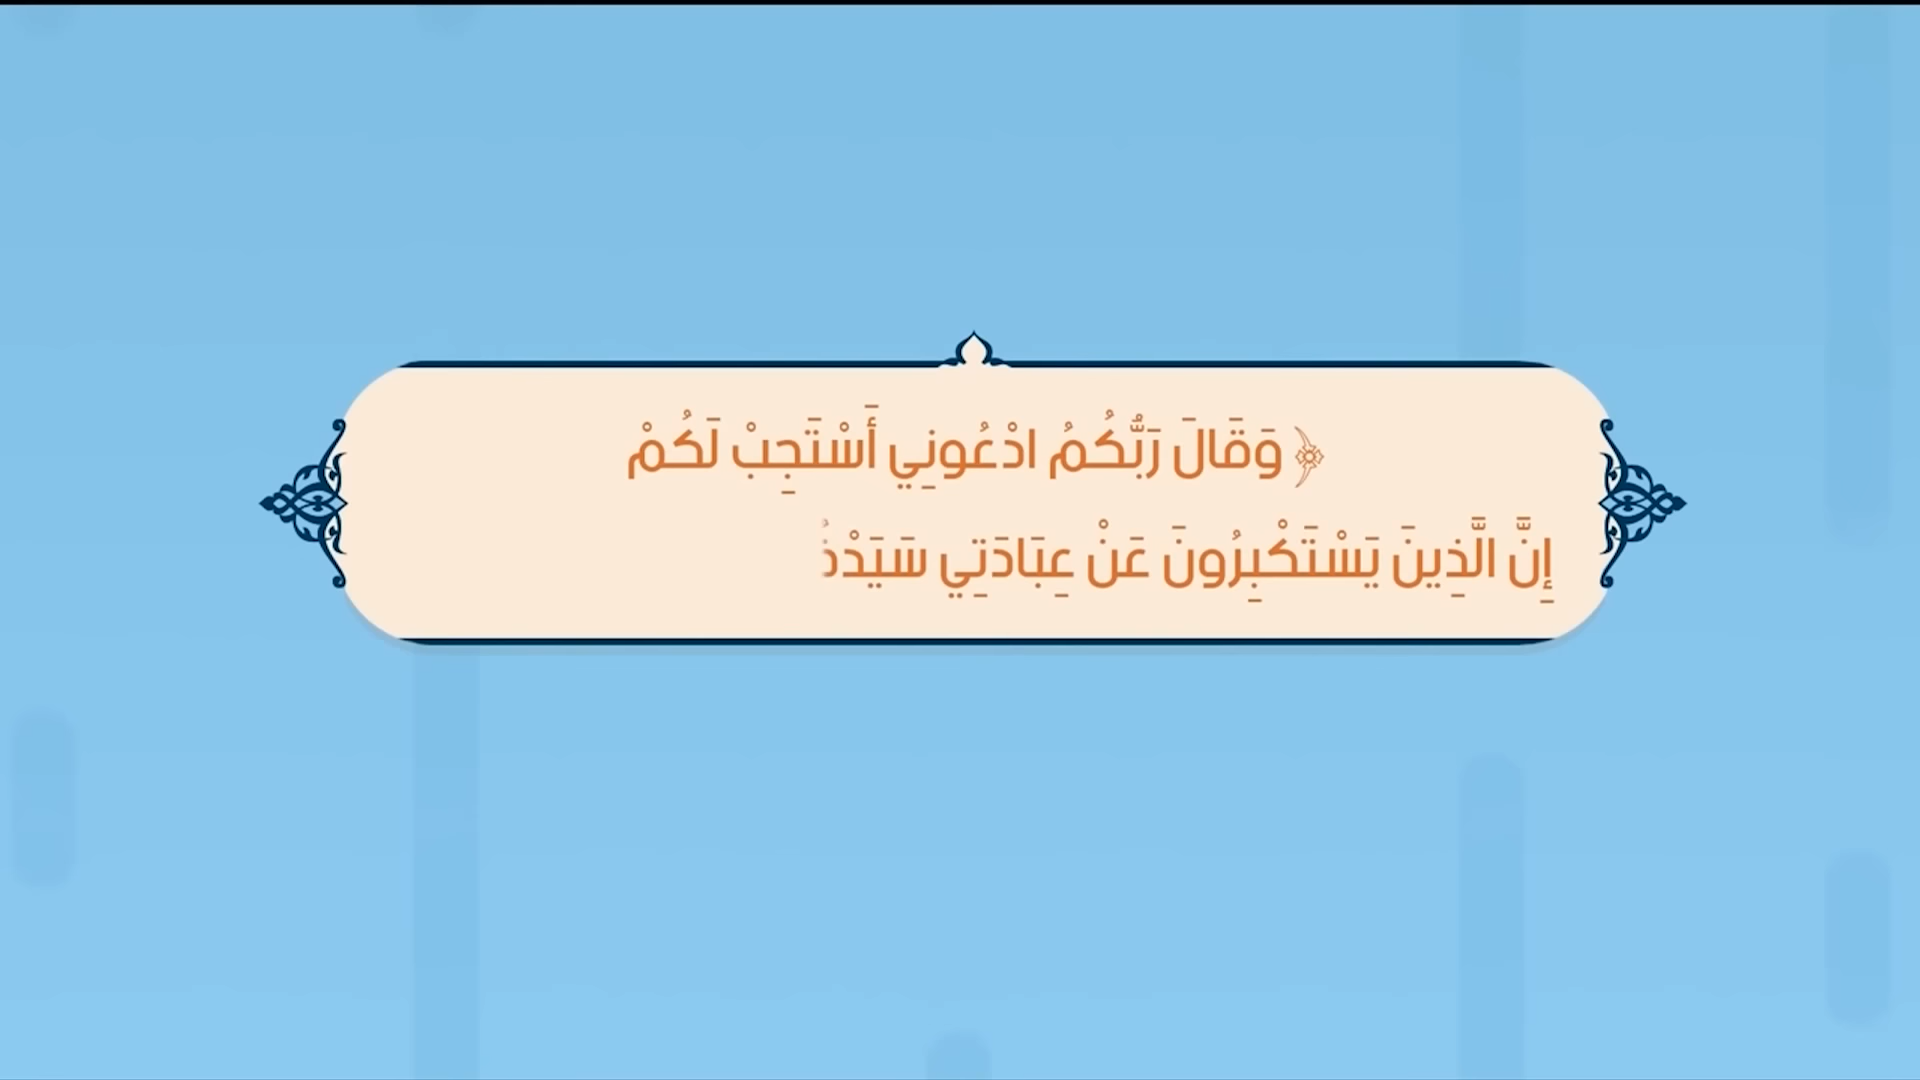 ﴿ وَقَالَ رَبُّكُمُ ادْعُونِي أَسْتَجِبْ لَكُمْ
إِنَّ الَّذِينَ يَسْتَكْبِرُونَ عَنْ عِبَادَتِي